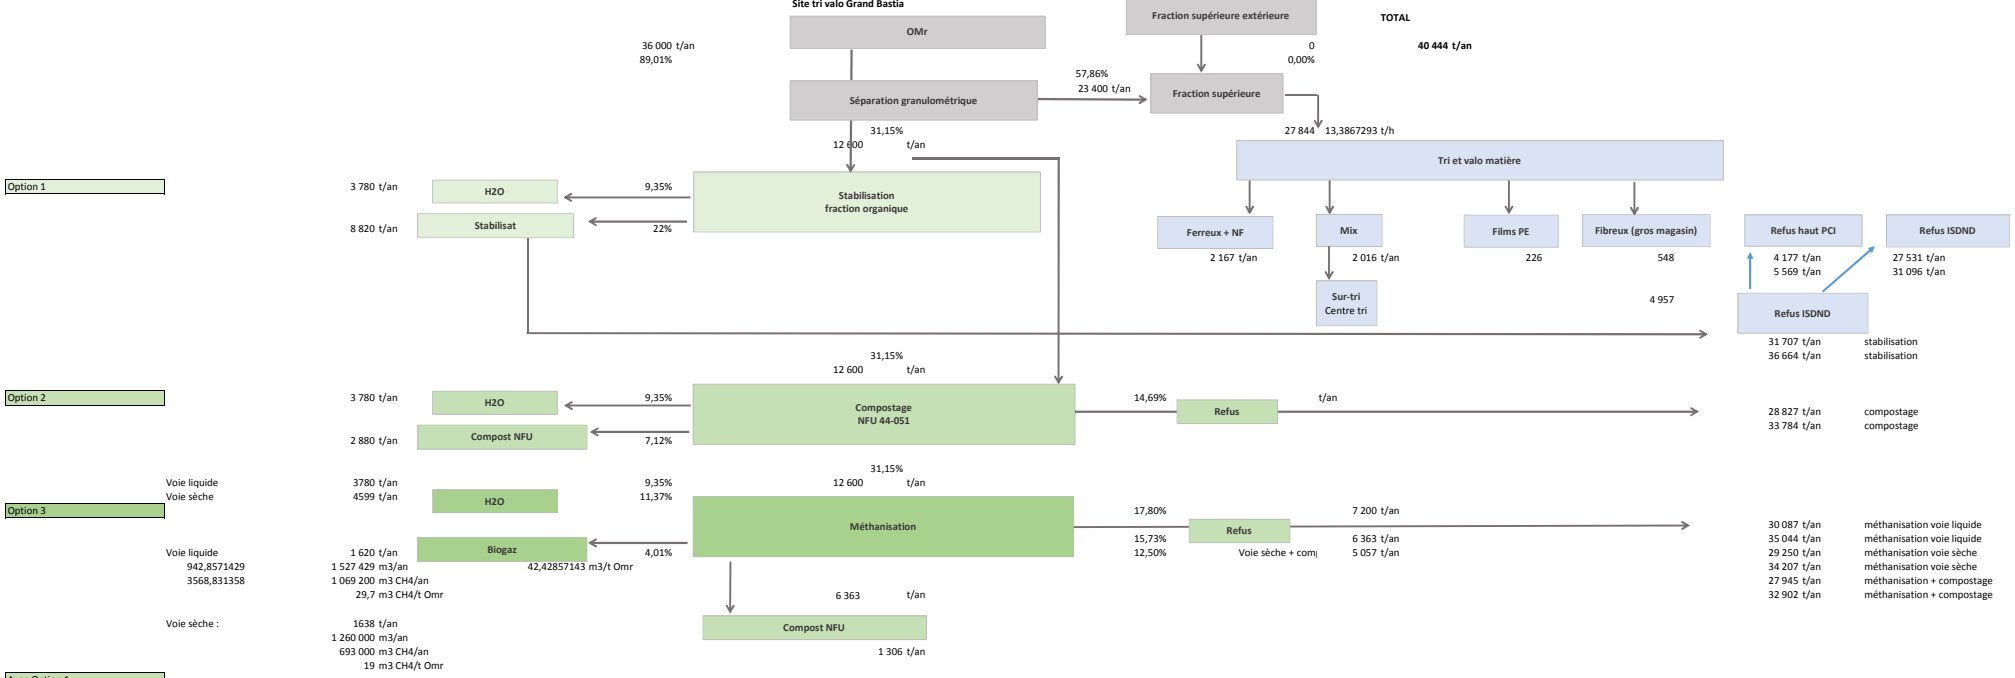 Site tri valo Grand Bastia
Fraction supérieure extérieure
TOTAL
OMr
36 000 t/an
0
40 444 t/an
89,01%
0,00%
57,86%
23 400 t/an
Séparation granulométrique
Fraction supérieure
31,15%
27 844 13,3867293 t/h
12 600 t/an
Tri et valo matière
Option 1
3 780 t/an
H2O
9,35%
Stabilisation
fraction organique
8 820 t/an
Stabilisat
22%
Ferreux + NF
Mix
Films PE
Fibreux (gros magasin)
Refus haut PCI
Refus ISDND
2 167 t/an
2 016 t/an
226
548
4 177 t/an
27 531 t/an
5 569 t/an
31 096 t/an
Sur-tri
Centre tri
4 957
Refus ISDND
31 707 t/an stabilisation
36 664 t/an stabilisation
31,15%
12 600 t/an
Option 2
3 780 t/an
H2O
9,35%
Compostage
NFU 44-051
14,69%
Refus
t/an
28 827 t/an compostage
33 784 t/an compostage
2 880 t/an
Compost NFU
7,12%
31,15%
Voie liquide 3780 t/an
9,35%
12 600 t/an
Voie sèche 4599 t/an
H2O
11,37%
Option 3
Méthanisation
17,80%
7 200 t/an
Refus
15,73%
6 363 t/an
12,50%
Voie sèche + com
5 057 t/an
30 087 t/an méthanisation voie liquide
35 044 t/an méthanisation voie liquide
29 250 t/an méthanisation voie sèche
34 207 t/an méthanisation voie sèche
27 945 t/an méthanisation + compostage
32 902 t/an méthanisation + compostage
Voie liquide 1 620 t/an
Biogaz
4,01%
942,8571429 1 527 429 m3/an
42,42857143 m3/t Omr
3568,831358 1 069 200 m3 CH4/an
29,7 m3 CH4/t Omr
6 363 t/an
Voie sèche : 1638 t/an
Compost NFU
1 260 000 m3/an
693 000 m3 CH4/an
1 306 t/an
19 m3 CH4/t Omr